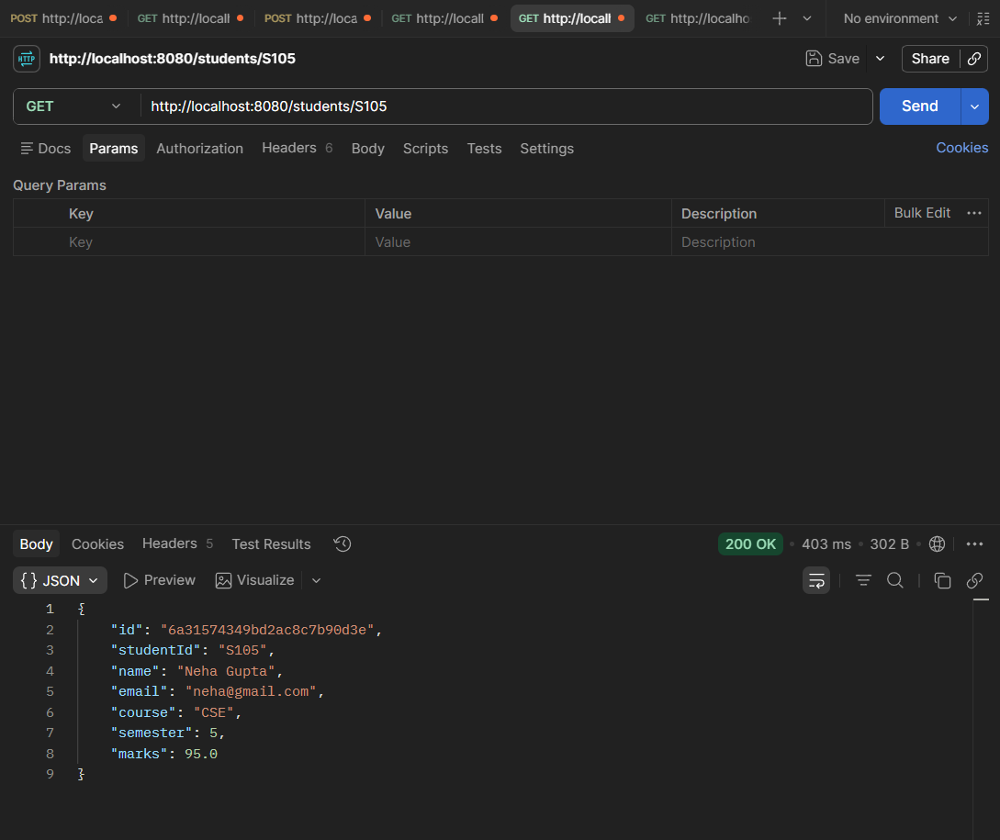 POST http://loca GET http://locall POST http://loca GET http://locall GET http://locall GET http://localho No environment
HTTP http://localhost:8080/students/S105 Save Share
GET http://localhost:8080/students/S105 Send
Docs Params Authorization Headers 6 Body Scripts Tests Settings Cookies
Query Params
Key Value Description Bulk Edit
Key Value Description
Body Cookies Headers 5 Test Results 200 OK • 403 ms • 302 B
{} JSON Preview Visualize
1 {
2 "id": "6a31574349bd2ac8c7b90d3e",
3 "studentId": "S105",
4 "name": "Neha Gupta",
5 "email": "neha@gmail.com",
6 "course": "CSE",
7 "semester": 5,
8 "marks": 95.0
9 }